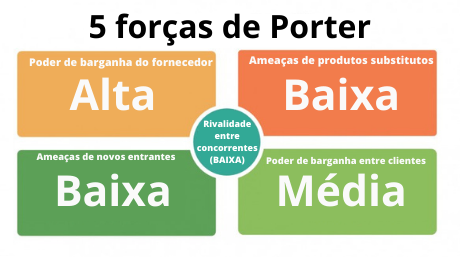 5 forças de Porter
Poder de barganha do fornecedor
Alta
Ameaças de produtos substitutos
Baixa
Rivalidade
entre
concorrentes
(BAIXA)
Ameaças de novos entrantes
Baixa
Poder de barganha entre clientes
Média